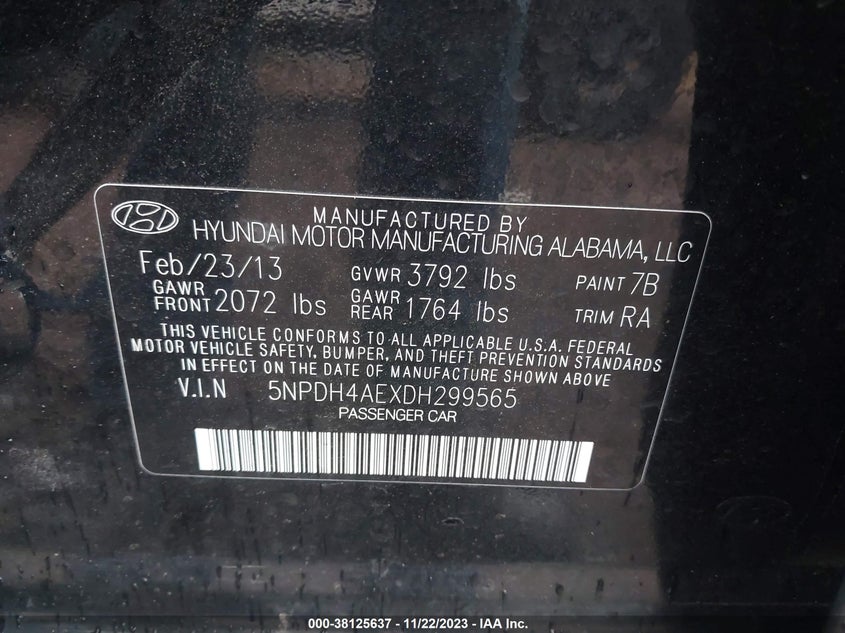 MANUFACTURED BY
HYUNDAI MOTOR MANUFACTURING ALABAMA, LLC
Feb/23/13 GVWR 3792 lbs PAINT 7B
GAWR FRONT 2072 lbs GAWR REAR 1764 lbs TRIM RA
THIS VEHICLE CONFORMS TO ALL APPLICABLE U.S.A. FEDERAL
MOTOR VEHICLE SAFETY, BUMPER, AND THEFT PREVENTION STANDARDS
IN EFFECT ON THE DATE OF MANUFACTURE SHOWN ABOVE
V.I.N 5NPDH4AEXDH299565
PASSENGER CAR
000-38125637 - 11/22/2023 - IAA Inc.